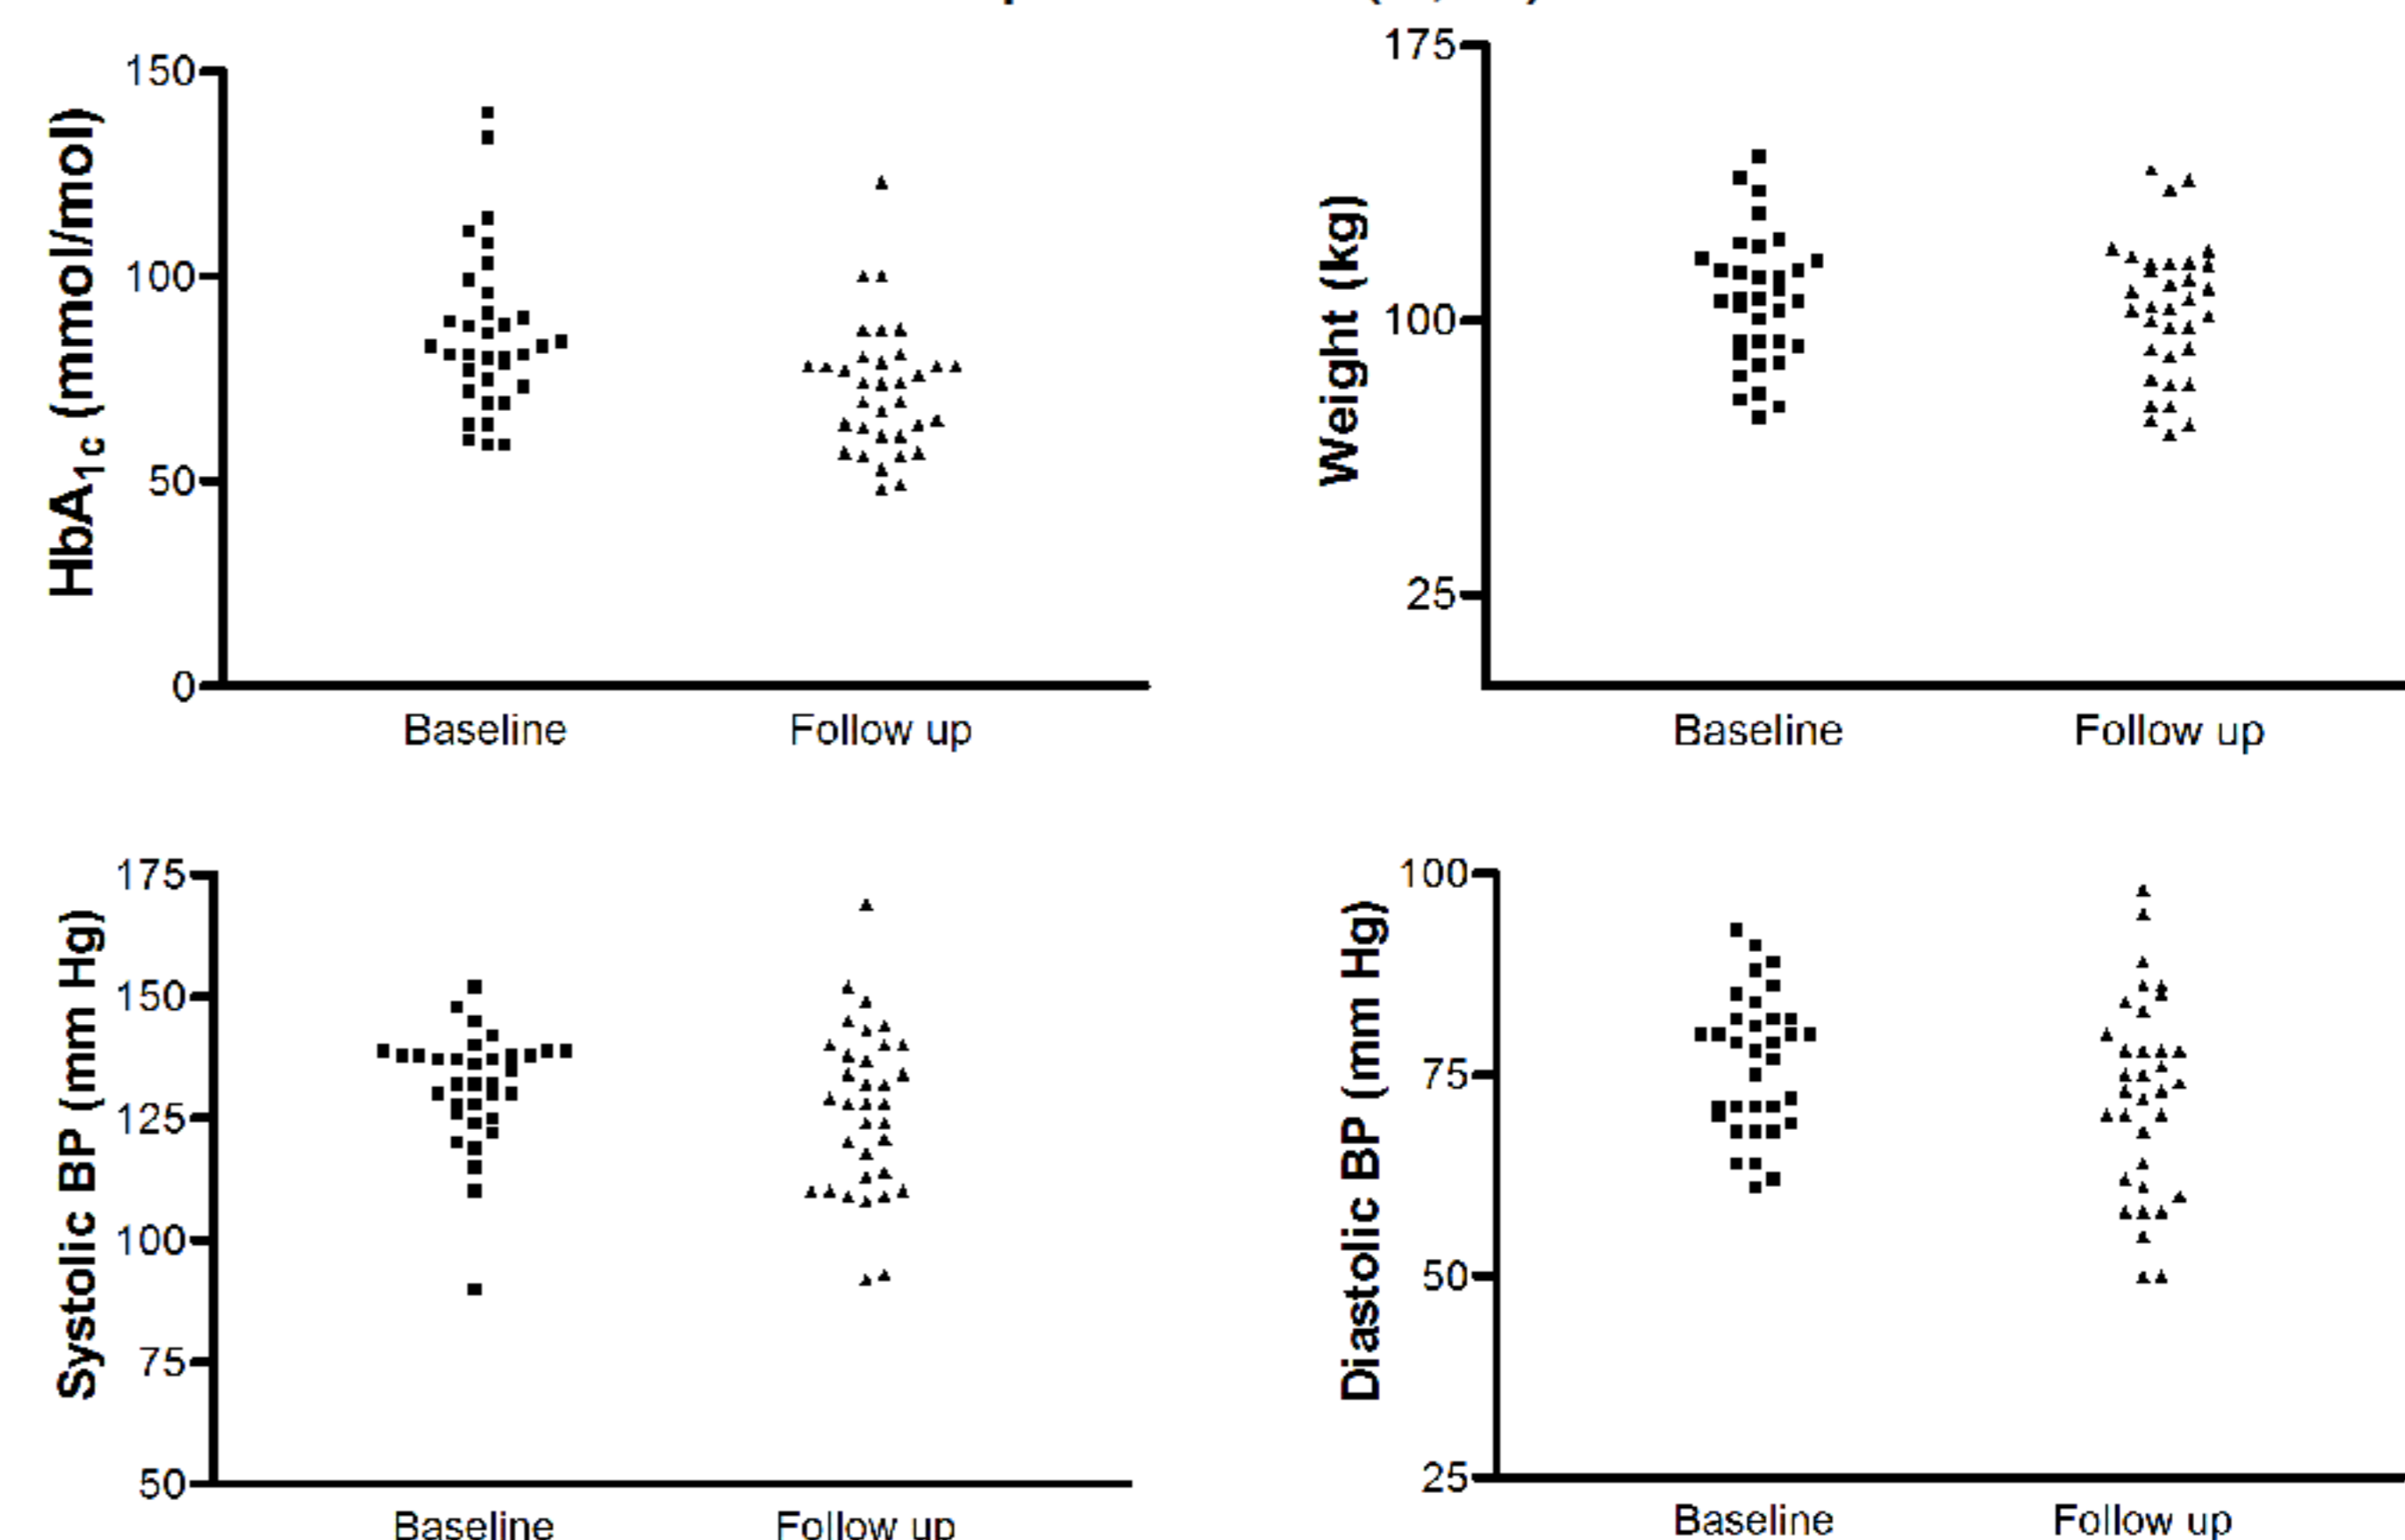 HbA1c (mmol/mol)
150
100
50
0
Baseline Follow up
Weight (kg)
175
100
25
Baseline Follow up
Systolic BP (mm Hg)
175
150
125
100
75
50
Baseline Follow up
Diastolic BP (mm Hg)
100
75
50
25
Baseline Follow up